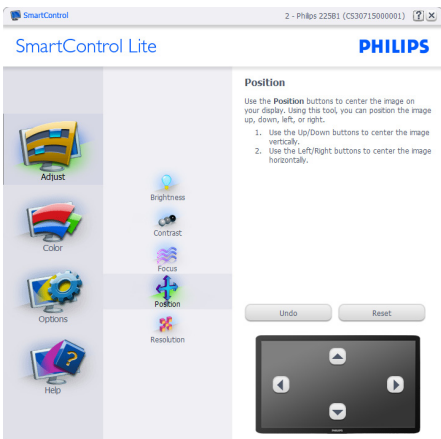 SmartControl
2 - Philips 225B1 (CS30715000001)
SmartControl Lite
PHILIPS
Adjust
Color
Options
Help
Brightness
Contrast
Focus
Position
Resolution
Position
Use the Position buttons to center the image on
your display. Using this tool, you can position the image
up, down, left, or right.
1. Use the Up/Down buttons to center the image
vertically.
2. Use the Left/Right buttons to center the image
horizontally.
Undo
Reset
PHILIPS